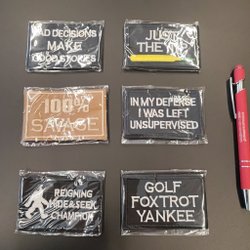 BAD DECISIONS
MAKE
GOOD STORIES
JUST
THE TIP
100%
SAVAGE
IN MY DEFENSE
I WAS LEFT
UNSUPERVISED
REIGNING
HIDE&SEEK
CHAMPION
GOLF
FOXTROT
YANKEE